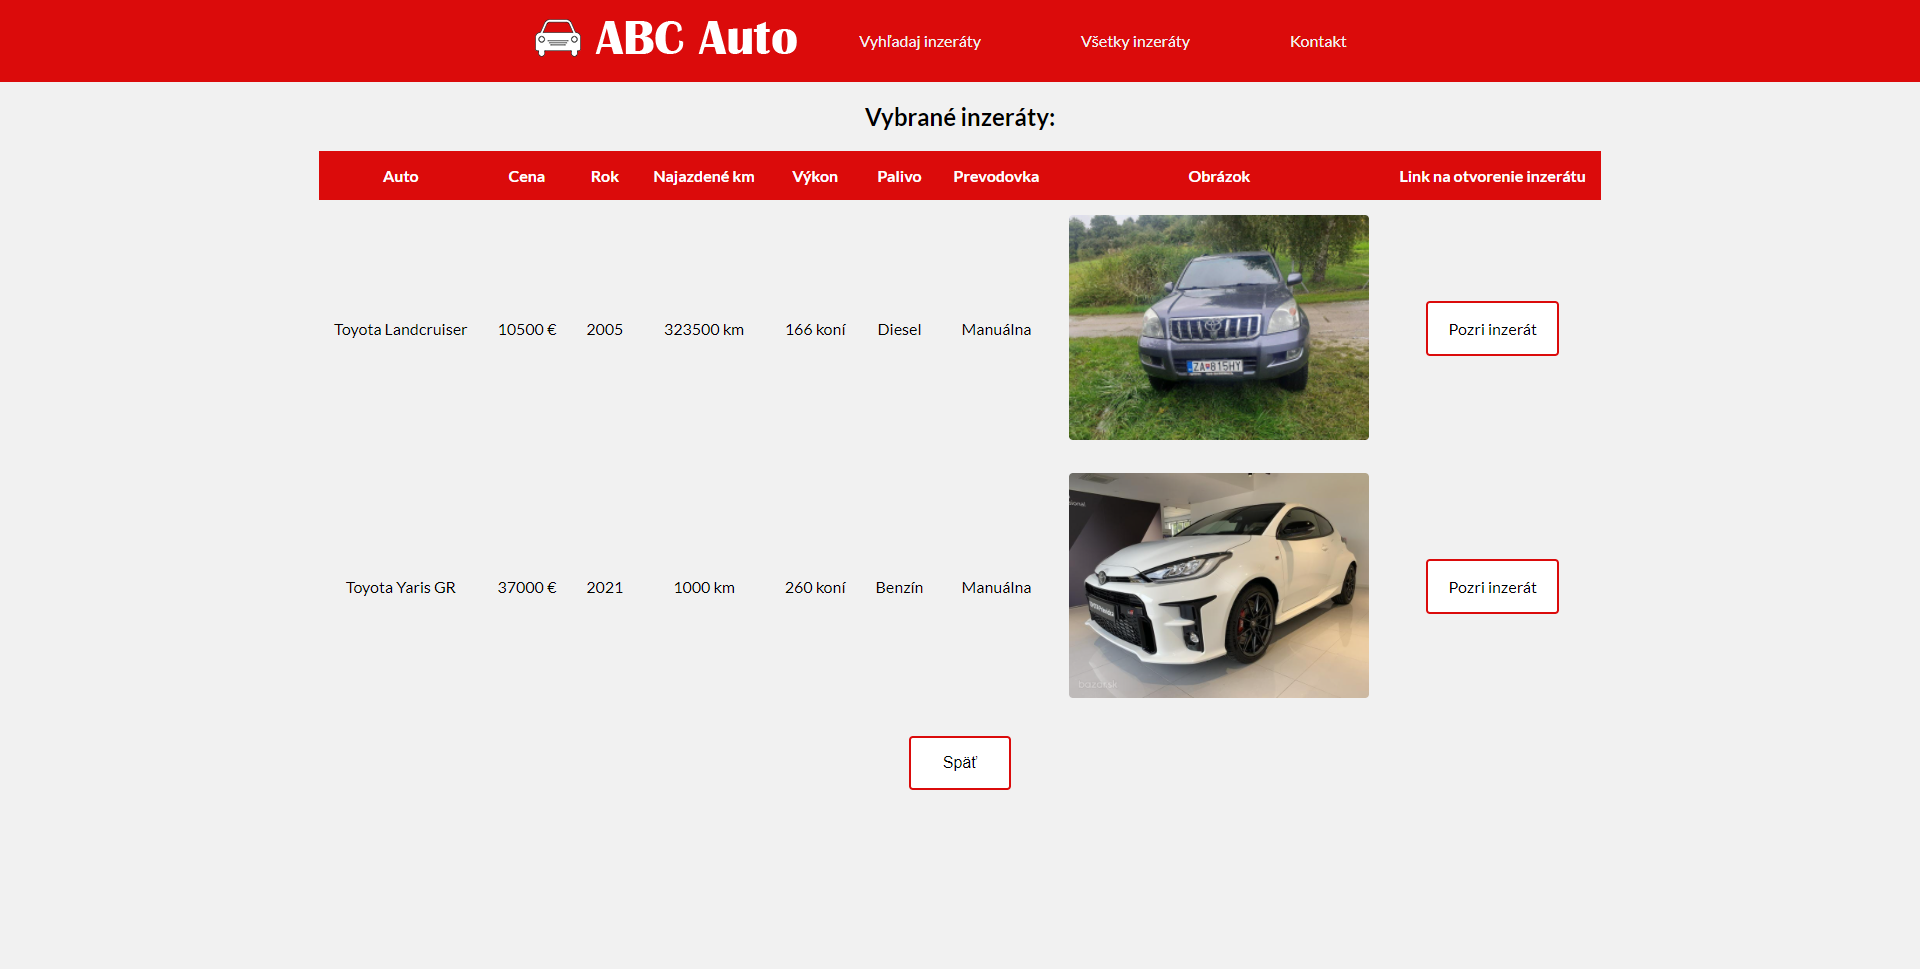 ABC Auto
Vyhľadaj inzeráty
Všetky inzeráty
Kontakt
Vybrané inzeráty:
Auto Cena Rok Najazdené km Výkon Palivo Prevodovka Obrázok Link na otvorenie inzerátu
Toyota Landcruiser 10500 € 2005 323500 km 166 koní Diesel Manuálna Pozri inzerát
ZA 815HY
Toyota Yaris GR 37000 € 2021 1000 km 260 koní Benzín Manuálna Pozri inzerát
bazos.sk
Späť